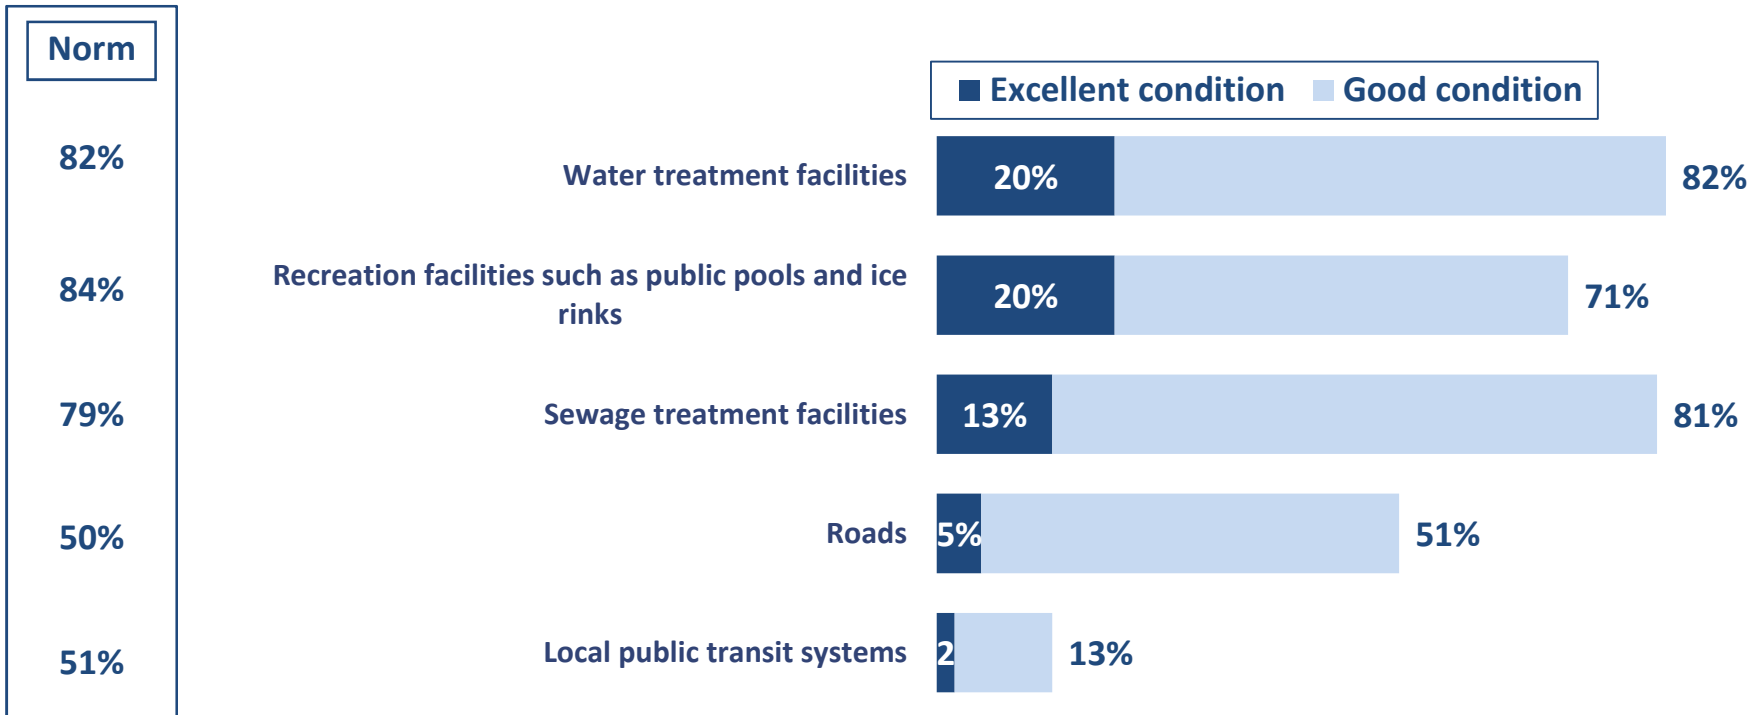 Norm
Excellent condition Good condition
82%
Water treatment facilities 20% 82%
84%
Recreation facilities such as public pools and ice
rinks
20% 71%
79%
Sewage treatment facilities 13% 81%
50%
Roads 5% 51%
51%
Local public transit systems 2 13%